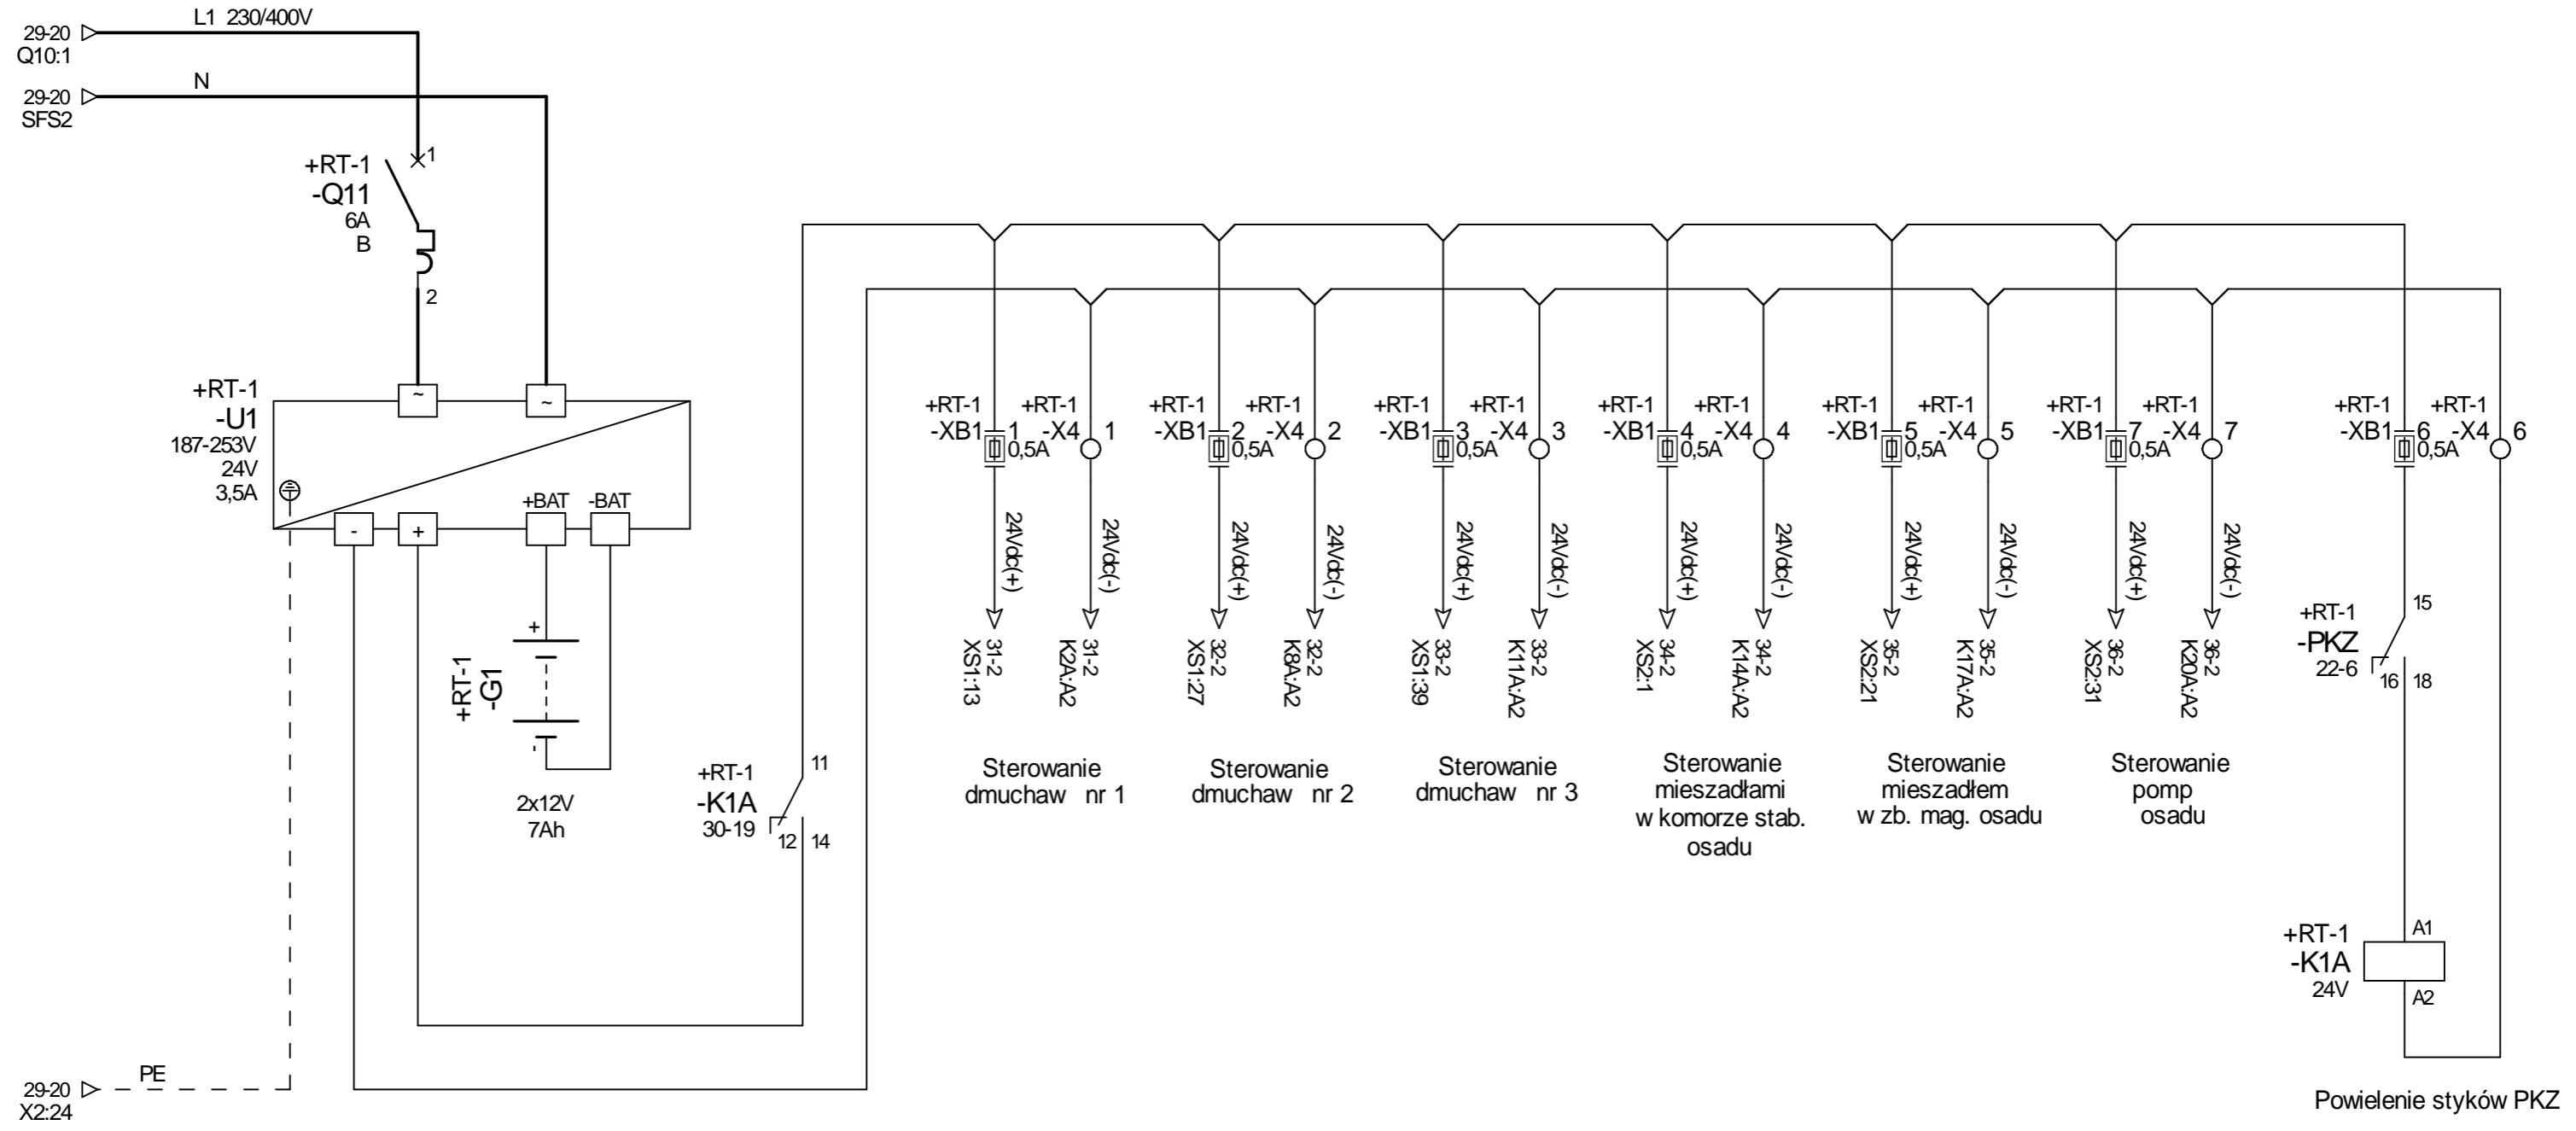 L1 230/400V
29-20
Q10:1
N
29-20
SFS2
+RT-1
-Q11
6A
B
1
2
+RT-1
-U1
187-253V
24V
3,5A
~
~
-
+
+BAT
-BAT
+
-
+RT-1
-G1
2x12V
7Ah
+RT-1
-K1A
30-19
11
12
14
PE
29-20
X2:24
+RT-1
-XB1
1
0,5A
+RT-1
-X4
1
24Vdc(+)
24Vdc(-)
31-2
XS1:13
31-2
K2A:A2
Sterowanie
dmuchaw nr 1
+RT-1
-XB1
2
0,5A
+RT-1
-X4
2
24Vdc(+)
24Vdc(-)
32-2
XS1:27
32-2
K8A:A2
Sterowanie
dmuchaw nr 2
+RT-1
-XB1
3
0,5A
+RT-1
-X4
3
24Vdc(+)
24Vdc(-)
33-2
XS1:39
33-2
K11A:A2
Sterowanie
dmuchaw nr 3
+RT-1
-XB1
4
0,5A
+RT-1
-X4
4
24Vdc(+)
24Vdc(-)
34-2
XS2:1
34-2
K14A:A2
Sterowanie
mieszadłami
w komorze stab.
osadu
+RT-1
-XB1
5
0,5A
+RT-1
-X4
5
24Vdc(+)
24Vdc(-)
35-2
XS2:21
35-2
K17A:A2
Sterowanie
mieszadłem
w zb. mag. osadu
+RT-1
-XB1
7
0,5A
+RT-1
-X4
7
24Vdc(+)
24Vdc(-)
36-2
XS2:31
36-2
K20A:A2
Sterowanie
pomp
osadu
+RT-1
-XB1
6
0,5A
+RT-1
-X4
6
+RT-1
-PKZ
22-6
15
16
18
+RT-1
-K1A
24V
A1
A2
Powielenie styków PKZ